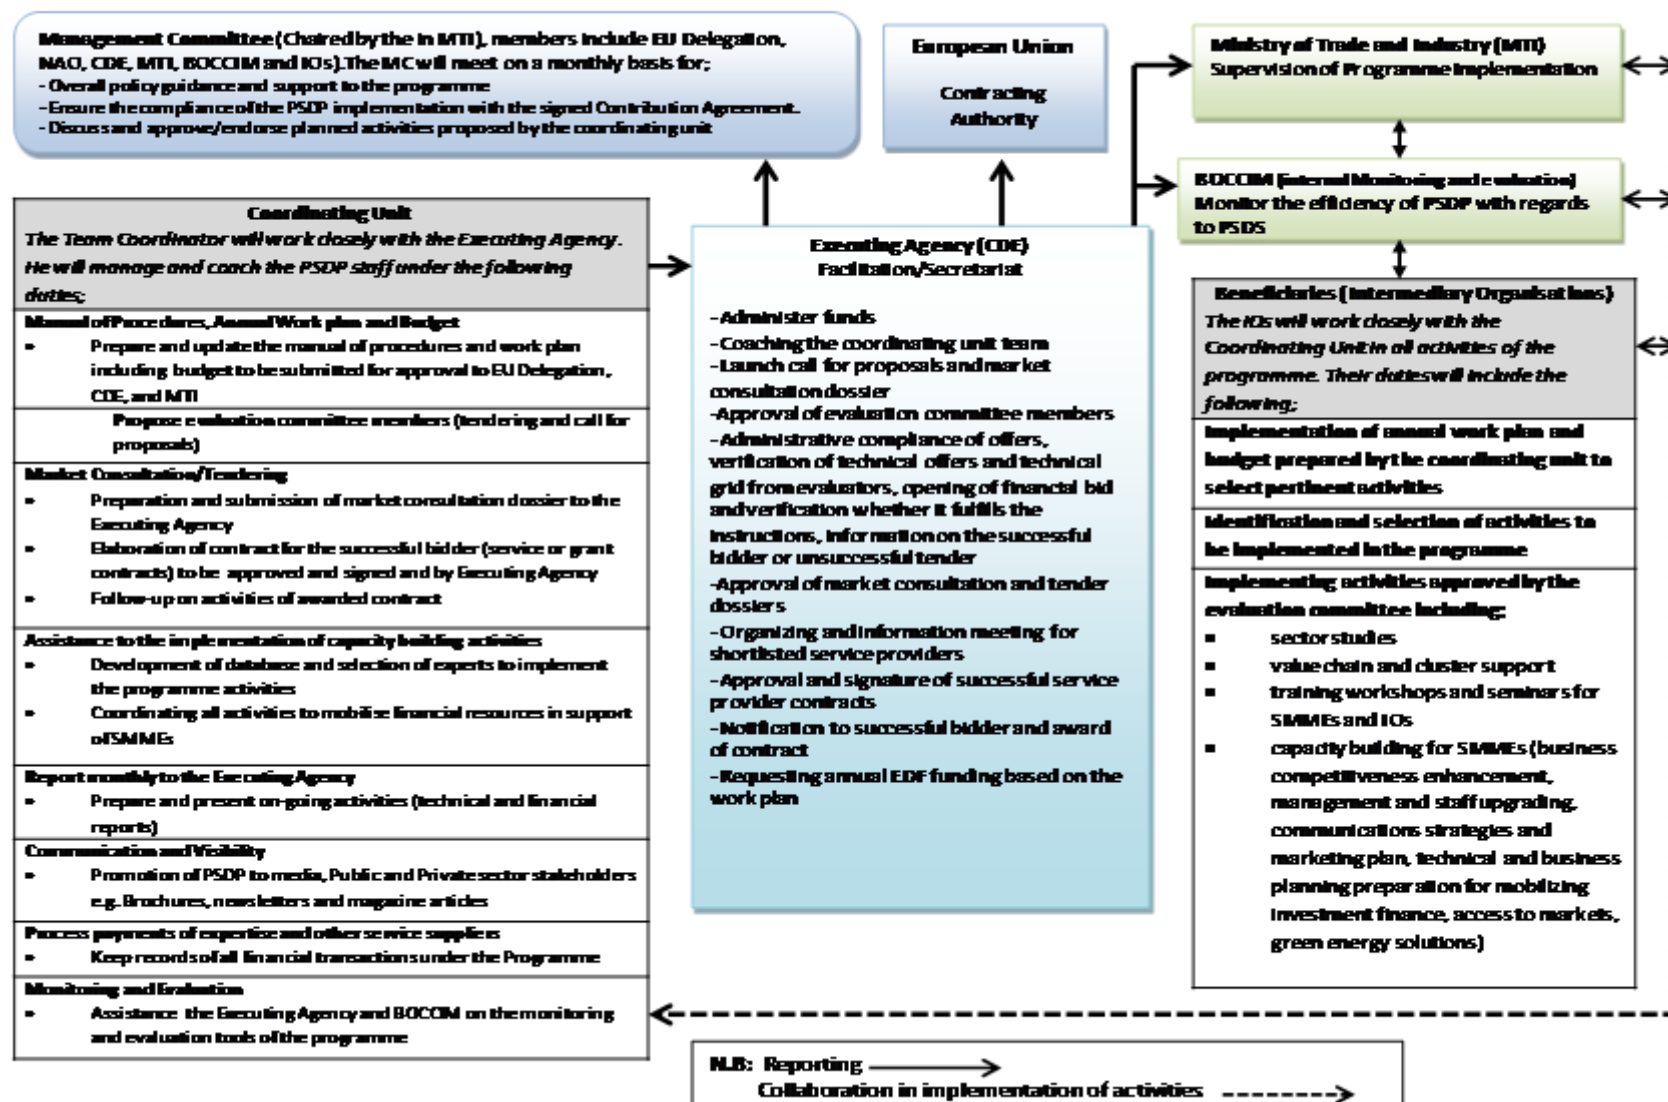 Management Committee (Chaired by the in MTI), members include EU Delegation,
NAO, CDE, MTI, BOCCIM and IOs). The MC will meet on a monthly basis for;
- Overall policy guidance and support to the programme
- Ensure the compliance of the PSDP implementation with the signed Contribution Agreement.
- Discuss and approve/endorse planned activities proposed by the coordinating unit
European Union
Contracting
Authority
Ministry of Trade and Industry (MTI)
Supervision of Programme Implementation
BOCCIM (internal Monitoring and evaluation)
Monitor the efficiency of PSDP with regards
to PSDS
Coordinating Unit
The Team Coordinator will work closely with the Executing Agency.
He will manage and coach the PSDP staff under the following
duties;
Manual of Procedures, Annual Work plan and Budget
▪ Prepare and update the manual of procedures and work plan
including budget to be submitted for approval to EU Delegation,
CDE, and MTI
Propose evaluation committee members (tendering and call for
proposals)
Market Consultation/Tendering
▪ Preparation and submission of market consultation dossier to the
Executing Agency
▪ Elaboration of contract for the successful bidder (service or grant
contracts) to be approved and signed and by Executing Agency
▪ Follow-up on activities of awarded contract
Assistance to the implementation of capacity building activities
▪ Development of database and selection of experts to implement
the programme activities
▪ Coordinating all activities to mobilise financial resources in support
of SMMEs
Report monthly to the Executing Agency
▪ Prepare and present on-going activities (technical and financial
reports)
Communication and Visibility
▪ Promotion of PSDP to media, Public and Private sector stakeholders
e.g. Brochures, newsletters and magazine articles
Process payments of expertise and other service suppliers
▪ Keep records of all financial transactions under the Programme
Monitoring and Evaluation
▪ Assistance the Executing Agency and BOCCIM on the monitoring
and evaluation tools of the programme
Executing Agency (CDE)
Facilitation/Secretariat
-Administer funds
-Coaching the coordinating unit team
-Launch call for proposals and market
consultation dossier
-Approval of evaluation committee members
-Administrative compliance of offers,
verification of technical offers and technical
grid from evaluators, opening of financial bid
and verification whether it fulfills the
instructions, information on the successful
bidder or unsuccessful tender
-Approval of market consultation and tender
dossiers
-Organizing and information meeting for
shortlisted service providers
-Approval and signature of successful service
provider contracts
-Notification to successful bidder and award
of contract
-Requesting annual EDF funding based on the
work plan
Beneficiaries (Intermediary Organisations)
The IOs will work closely with the
Coordinating Unit in all activities of the
programme. Their duties will include the
following;
Implementation of annual work plan and
budget prepared by the coordinating unit to
select pertinent activities
Identification and selection of activities to
be implemented in the programme
Implementing activities approved by the
evaluation committee including;
▪ sector studies
▪ value chain and cluster support
▪ training workshops and seminars for
SMMEs and IOs
▪ capacity building for SMMEs (business
competitiveness enhancement,
management and staff upgrading,
communications strategies and
marketing plan, technical and business
planning preparation for mobilizing
investment finance, access to markets,
green energy solutions)
N.B: Reporting
Collaboration in implementation of activities